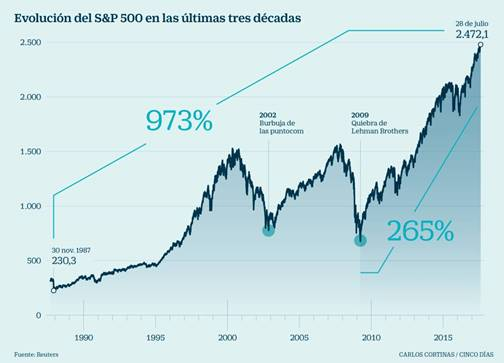 Evolución del S&P 500 en las últimas tres décadas
28 de julio
2.472,1
2.500
2.000
1.500
1.000
500
0
973%
2002
Burbuja de
las puntocom
2009
Quiebra de
Lehman Brothers
265%
30 nov. 1987
230,3
1990
1995
2000
2005
2010
2015
Fuente: Reuters
CARLOS CORTINAS / CINCO DÍAS